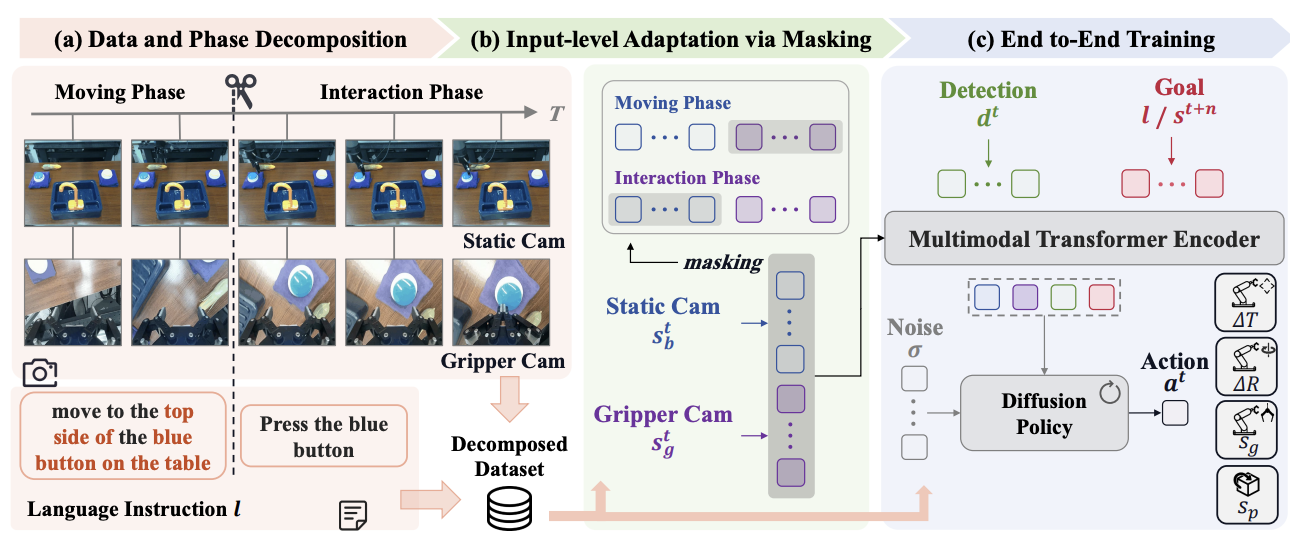 (a) Data and Phase Decomposition
(b) Input-level Adaptation via Masking
(c) End to-End Training
Moving Phase
Interaction Phase
T
Static Cam
Gripper Cam
move to the top
side of the blue
button on the table
Press the blue
button
Language Instruction l
Decomposed
Dataset
Moving Phase
Interaction Phase
masking
Static Cam
s_b^t
Gripper Cam
s_g^t
Detection
d^t
Goal
l / s^{t+n}
Multimodal Transformer Encoder
Noise
σ
Diffusion
Policy
Action
a^t
ΔT
ΔR
s_g
s_p